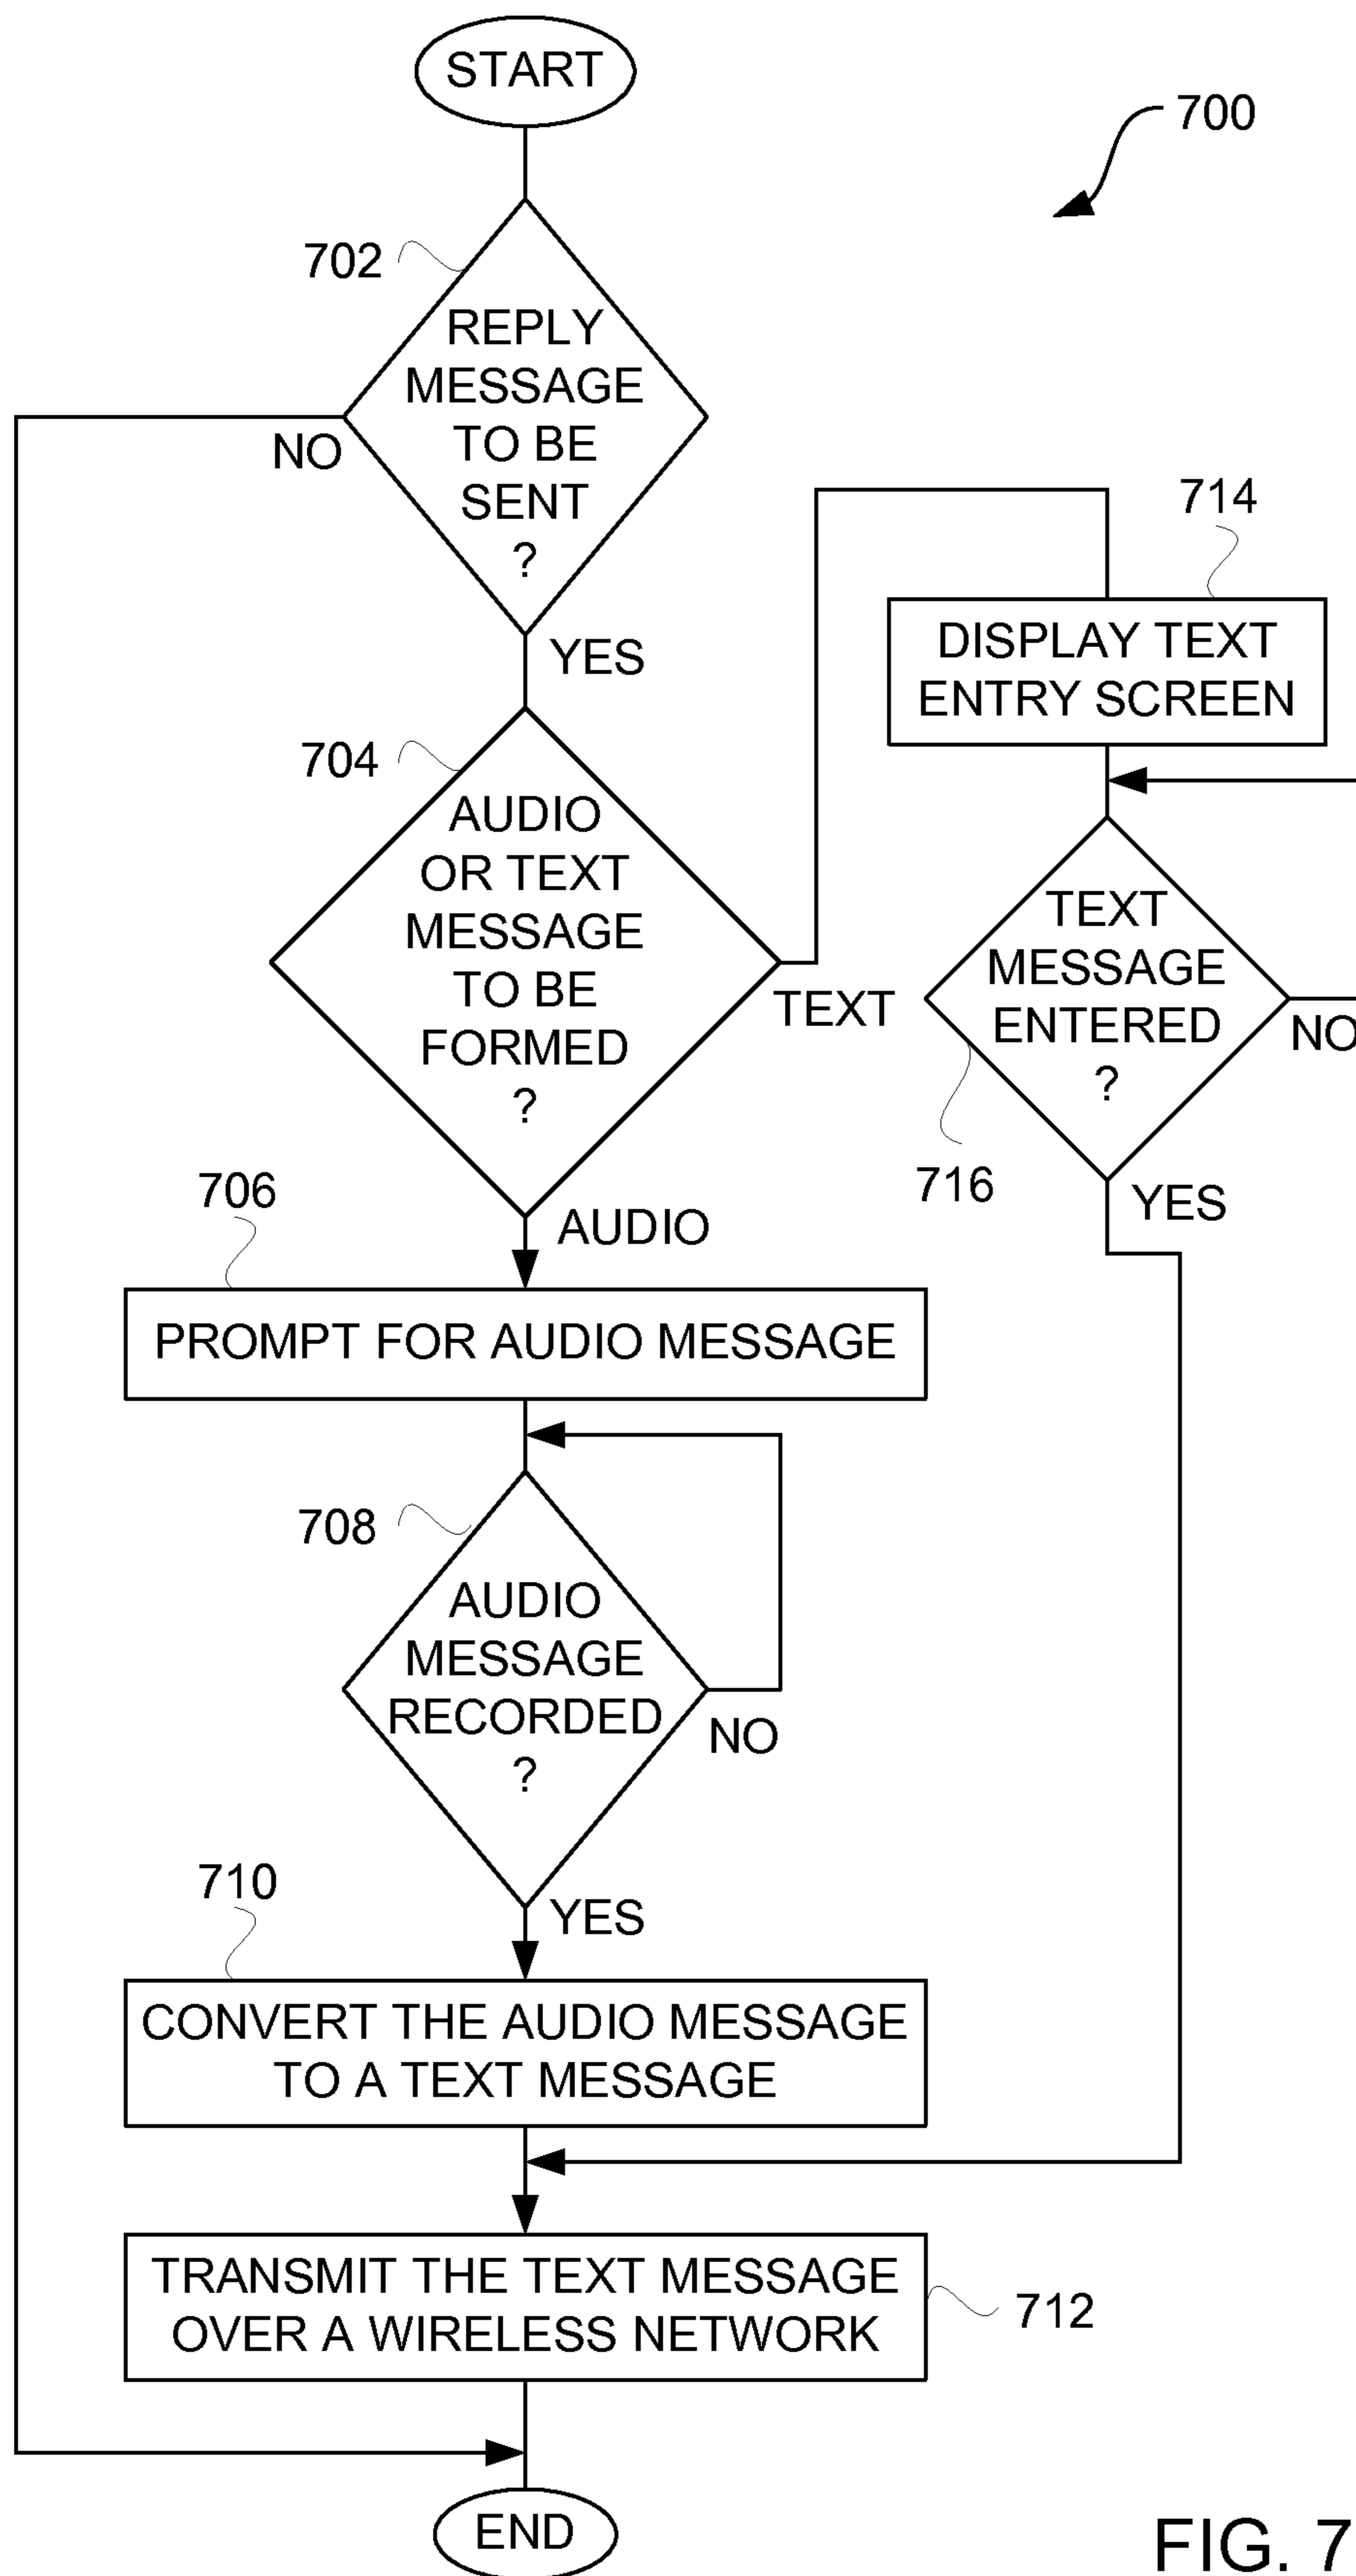 START
700
702
REPLY
MESSAGE
TO BE
SENT
?
NO
YES
714
DISPLAY TEXT
ENTRY SCREEN
704
AUDIO
OR TEXT
MESSAGE
TO BE
FORMED
?
TEXT
TEXT
MESSAGE
ENTERED
?
NO
716
YES
AUDIO
706
PROMPT FOR AUDIO MESSAGE
708
AUDIO
MESSAGE
RECORDED
?
NO
YES
710
CONVERT THE AUDIO MESSAGE
TO A TEXT MESSAGE
TRANSMIT THE TEXT MESSAGE
OVER A WIRELESS NETWORK
712
END
FIG. 7